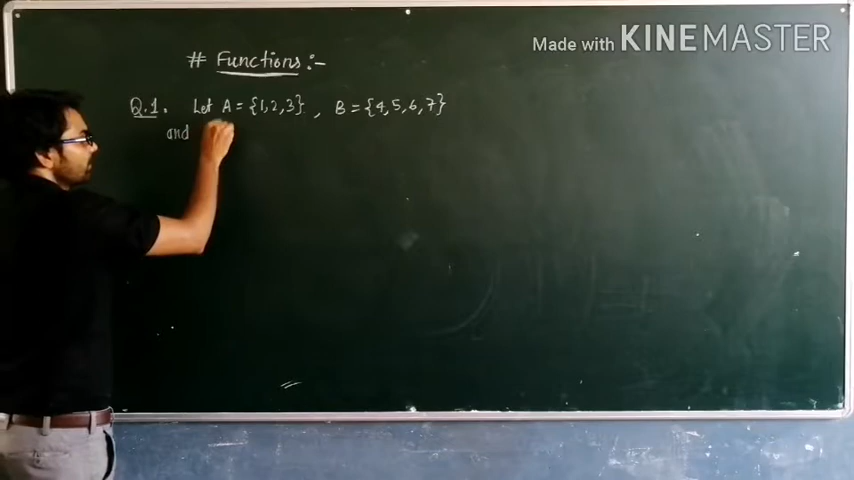 Made with KINEMASTER
# Functions :-
Q.1. Let A = {1,2,3}, B = {4,5,6,7}
and